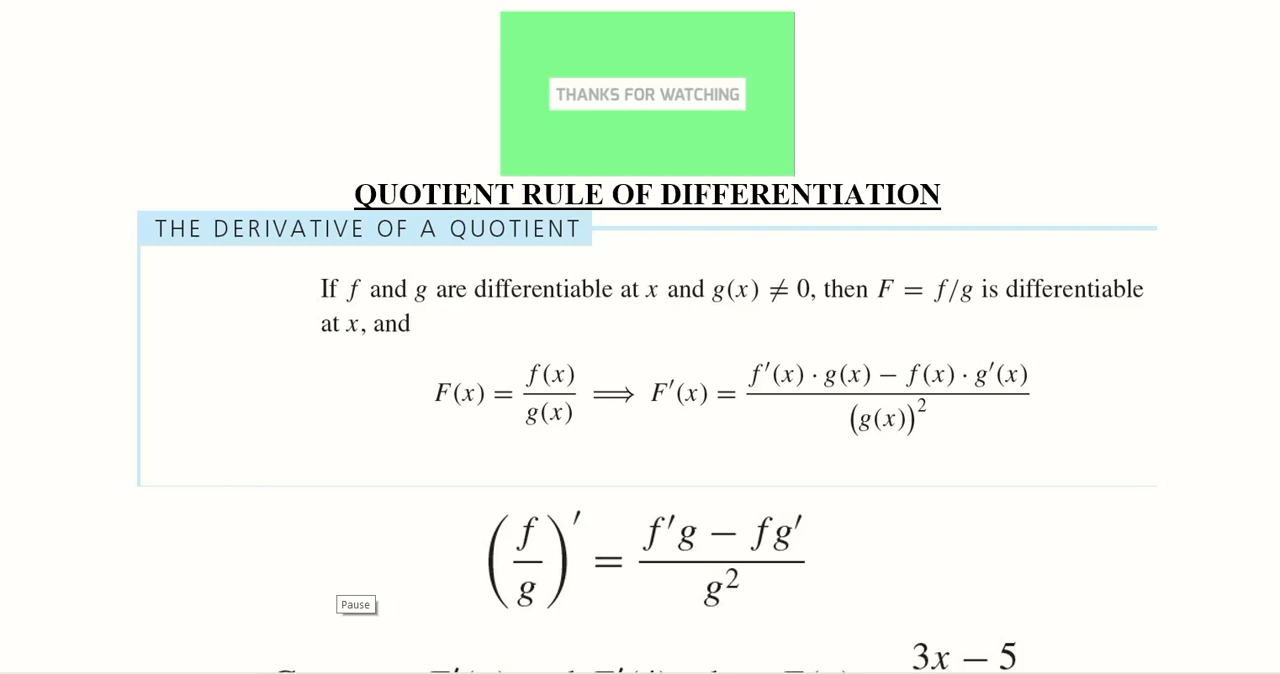 THANKS FOR WATCHING
QUOTIENT RULE OF DIFFERENTIATION
THE DERIVATIVE OF A QUOTIENT
If f and g are differentiable at x and g(x) ≠ 0, then F = f/g is differentiable
at x, and
F(x) = f(x)/g(x) ⟹ F′(x) = (f′(x) · g(x) − f(x) · g′(x))/(g(x))²
(f/g)′ = (f′g − fg′)/g²
Pause
3x − 5